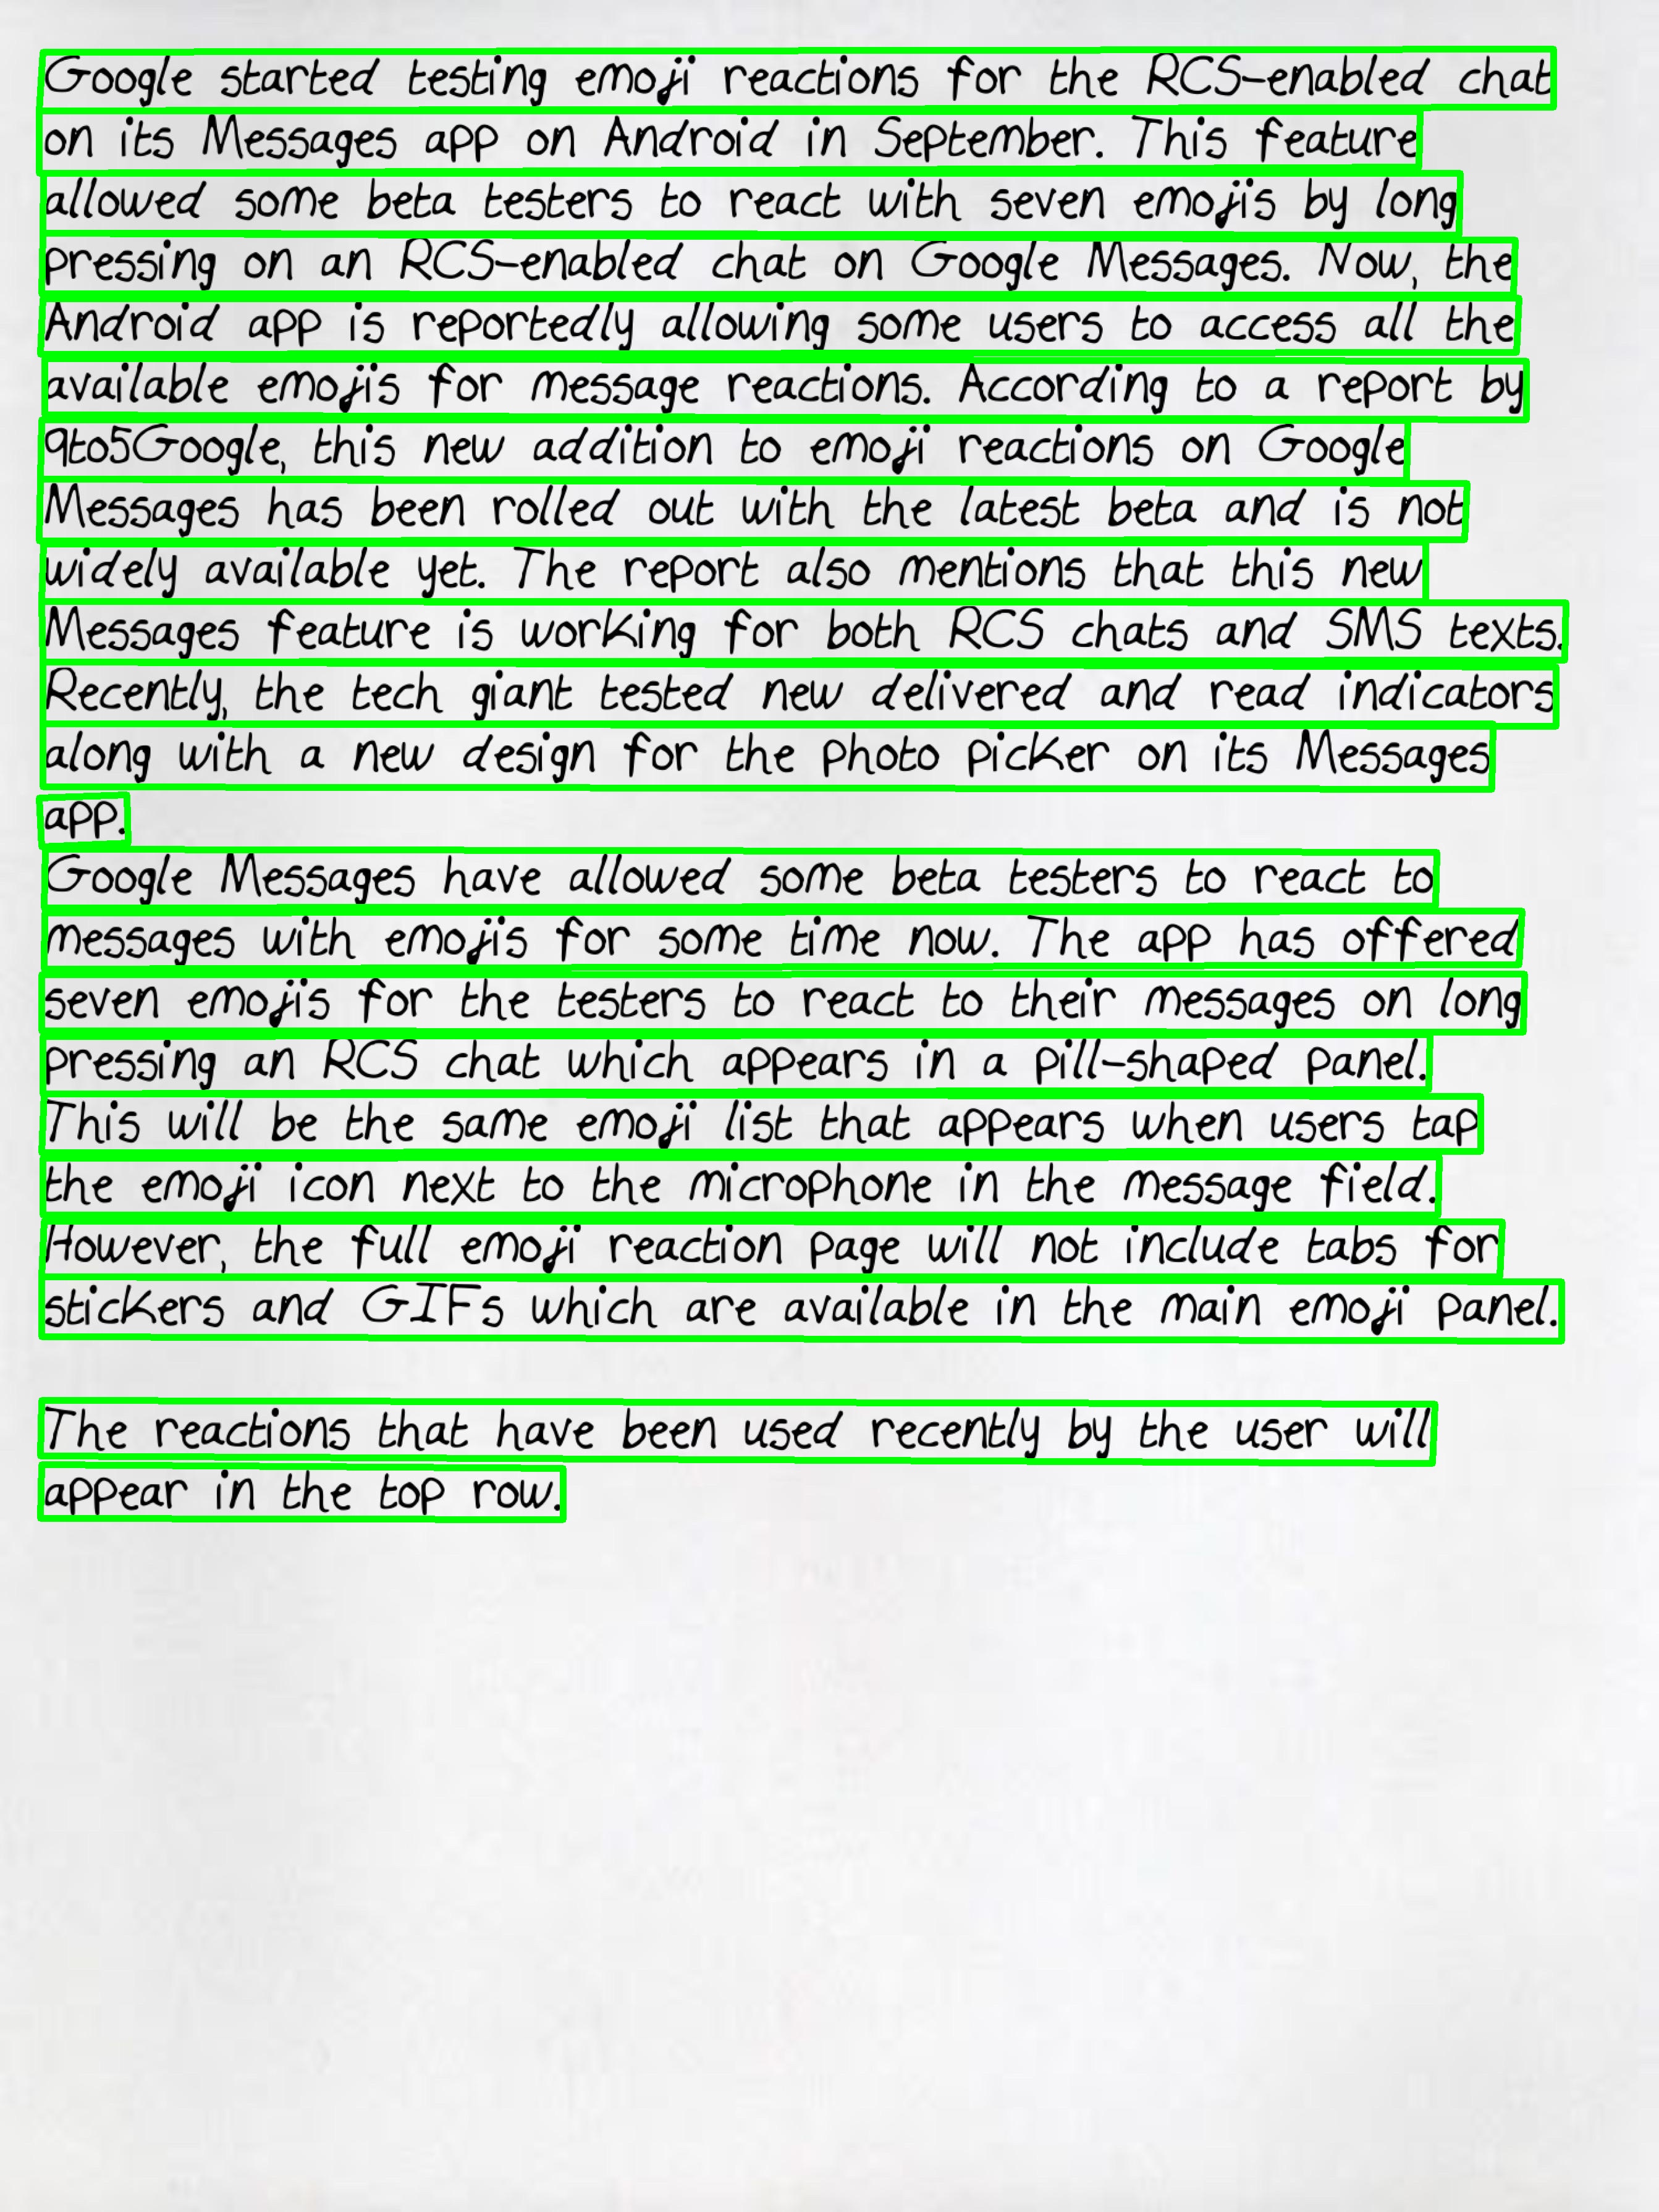 Google started testing emoji reactions for the RCS-enabled chat
on its Messages app on Android in September. This feature
allowed some beta testers to react with seven emojis by long
pressing on an RCS-enabled chat on Google Messages. Now, the
Android app is reportedly allowing some users to access all the
available emojis for message reactions. According to a report by
9to5Google, this new addition to emoji reactions on Google
Messages has been rolled out with the latest beta and is not
widely available yet. The report also mentions that this new
Messages feature is working for both RCS chats and SMS texts.
Recently, the tech giant tested new delivered and read indicators
along with a new design for the photo picker on its Messages
app.
Google Messages have allowed some beta testers to react to
messages with emojis for some time now. The app has offered
seven emojis for the testers to react to their messages on long
pressing an RCS chat which appears in a pill-shaped panel.
This will be the same emoji list that appears when users tap
the emoji icon next to the microphone in the message field.
However, the full emoji reaction page will not include tabs for
stickers and GIFs which are available in the main emoji panel.
The reactions that have been used recently by the user will
appear in the top row.